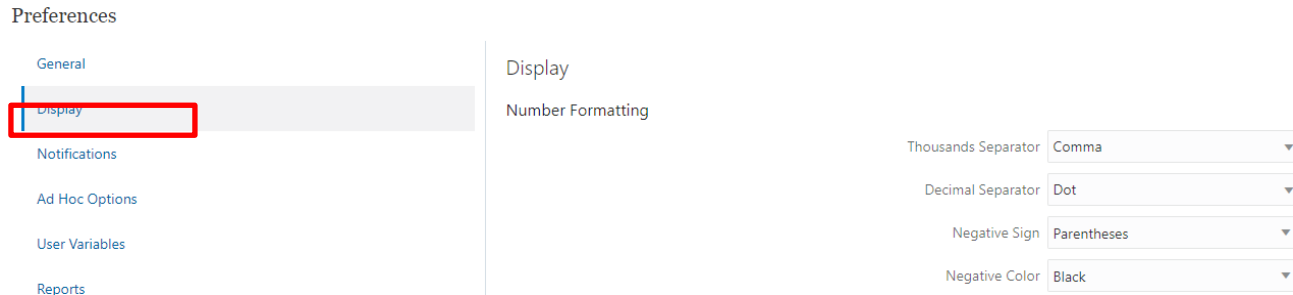 Preferences
General
Display
Notifications
Ad Hoc Options
User Variables
Reports
Display
Number Formatting
Thousands Separator Comma
Decimal Separator Dot
Negative Sign Parentheses
Negative Color Black